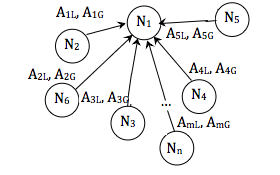 A1L, A1G
N1
N5
A5L, A5G
N2
A4L, A4G
A2L, A2G
N6
A3L, A3G
...
N4
N3
AmL, AmG
Nn